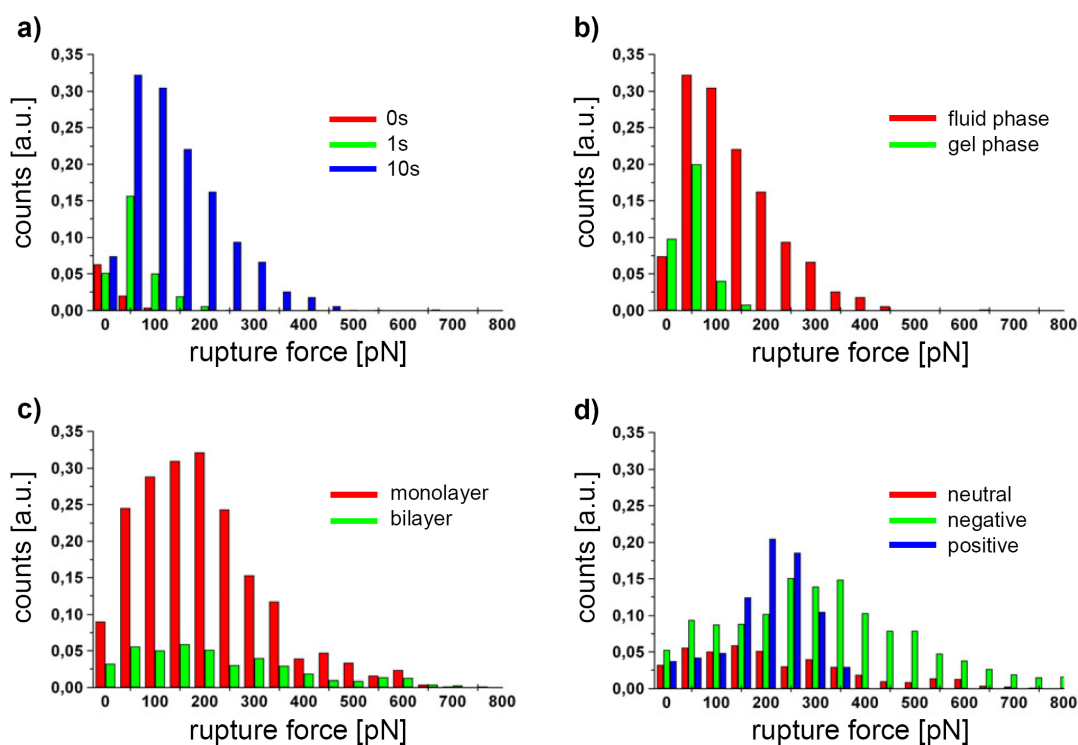 a)
counts [a.u.]
0,35
0,30
0,25
0,20
0,15
0,10
0,05
0,00
0s
1s
10s
0 100 200 300 400 500 600 700 800
rupture force [pN]
b)
counts [a.u.]
0,35
0,30
0,25
0,20
0,15
0,10
0,05
0,00
fluid phase
gel phase
0 100 200 300 400 500 600 700 800
rupture force [pN]
c)
counts [a.u.]
0,35
0,30
0,25
0,20
0,15
0,10
0,05
0,00
monolayer
bilayer
0 100 200 300 400 500 600 700 800
rupture force [pN]
d)
counts [a.u.]
0,35
0,30
0,25
0,20
0,15
0,10
0,05
0,00
neutral
negative
positive
0 100 200 300 400 500 600 700 800
rupture force [pN]